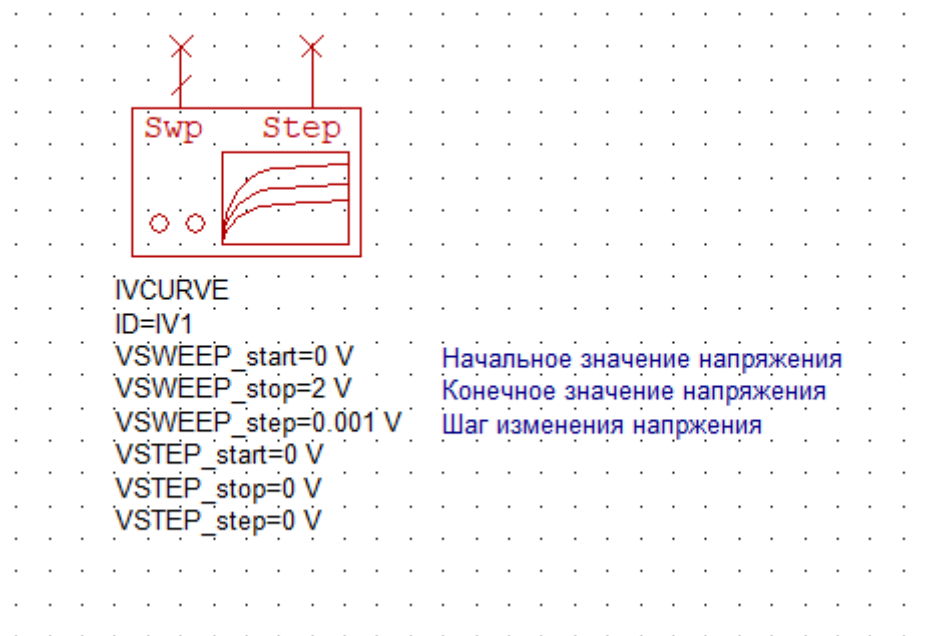 Swp Step
IVCURVE
ID=IV1
VSWEEP_start=0 V Начальное значение напряжения
VSWEEP_stop=2 V Конечное значение напряжения
VSWEEP_step=0.001 V Шаг изменения напржения
VSTEP_start=0 V
VSTEP_stop=0 V
VSTEP_step=0 V